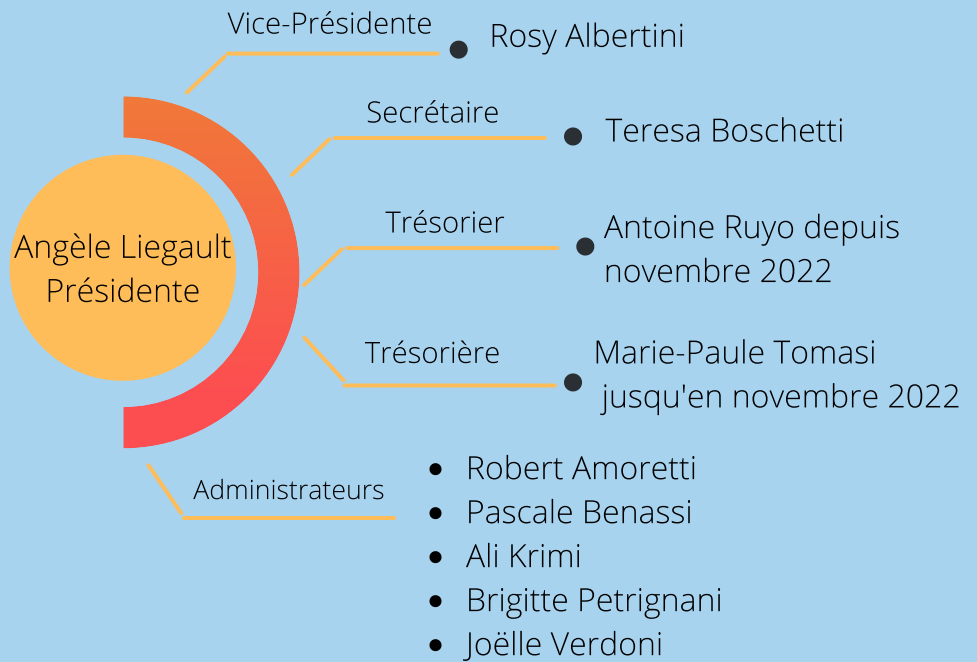 Vice-Présidente
Rosy Albertini
Secrétaire
Teresa Boschetti
Angèle Liegault
Présidente
Trésorier
Antoine Ruyo depuis
novembre 2022
Trésorière
Marie-Paule Tomasi
jusqu'en novembre 2022
Administrateurs
• Robert Amoretti
• Pascale Benassi
• Ali Krimi
• Brigitte Petrignani
• Joëlle Verdoni